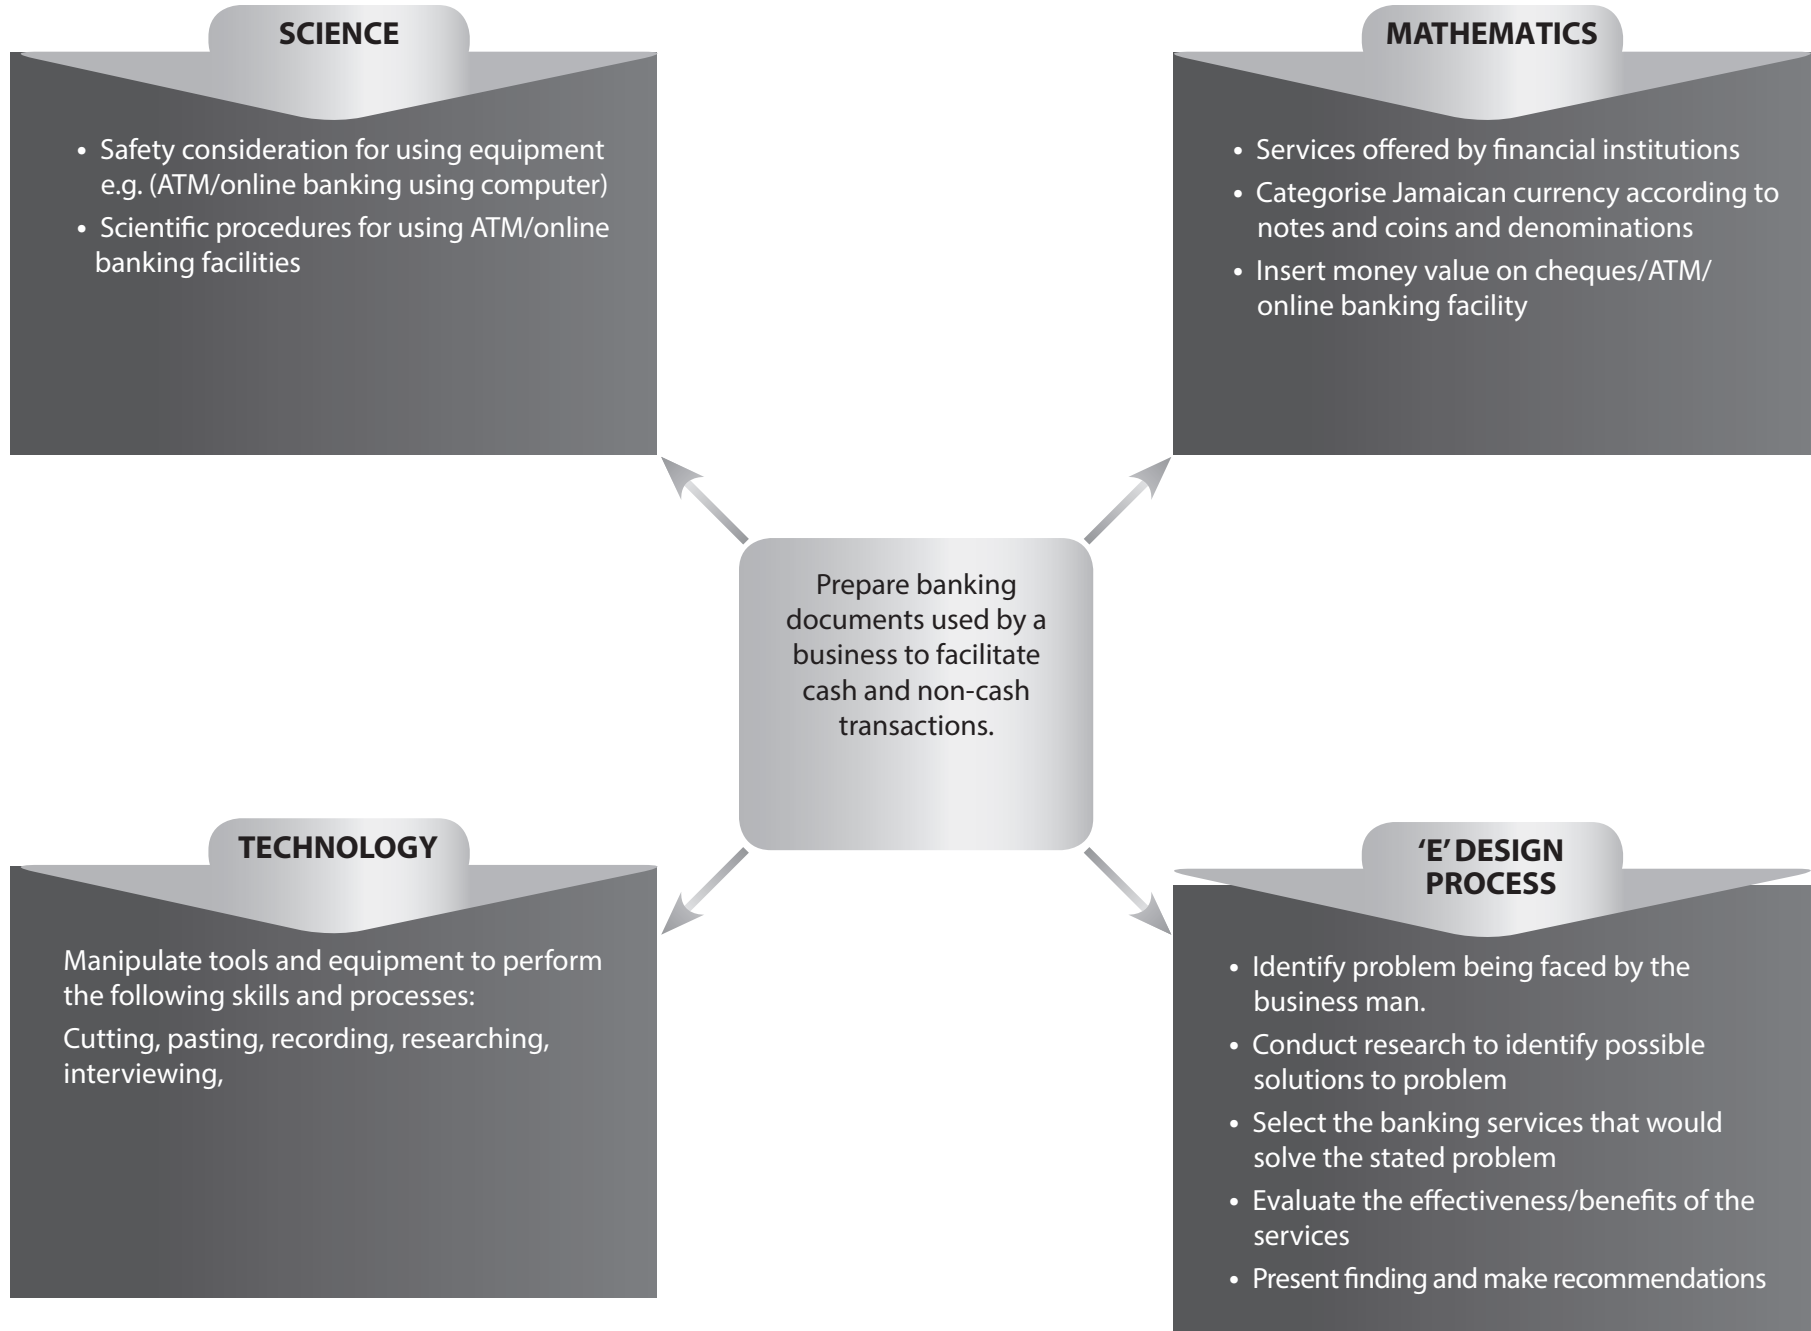 SCIENCE
• Safety consideration for using equipment
e.g. (ATM/online banking using computer)
• Scientific procedures for using ATM/online
banking facilities
MATHEMATICS
• Services offered by financial institutions
• Categorise Jamaican currency according to
notes and coins and denominations
• Insert money value on cheques/ATM/
online banking facility
Prepare banking
documents used by a
business to facilitate
cash and non-cash
transactions.
TECHNOLOGY
Manipulate tools and equipment to perform
the following skills and processes:
Cutting, pasting, recording, researching,
interviewing,
‘E’ DESIGN
PROCESS
• Identify problem being faced by the
business man.
• Conduct research to identify possible
solutions to problem
• Select the banking services that would
solve the stated problem
• Evaluate the effectiveness/benefits of the
services
• Present finding and make recommendations